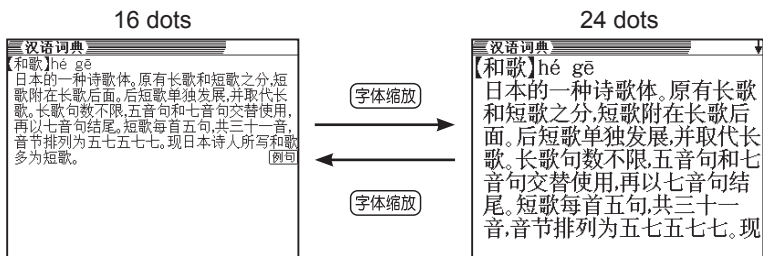 16 dots
汉语词典
【和歌】hé gē
日本的一种诗歌体。原有长歌和短歌之分,短
歌附在长歌后面。后短歌单独发展,并取代长
歌。长歌句数不限,五音句和七音句交替使用,
再以七音句结尾。短歌每首五句,共三十一音,
音节排列为五七五七七。现日本诗人所写和歌
多为短歌。
例句
字体缩放
字体缩放
24 dots
汉语词典
【和歌】hé gē
日本的一种诗歌体。原有长歌
和短歌之分,短歌附在长歌后
面。后短歌单独发展,并取代长
歌。长歌句数不限,五音句和七
音句交替使用,再以七音句结
尾。短歌每首五句,共三十一
音,音节排列为五七五七七。现